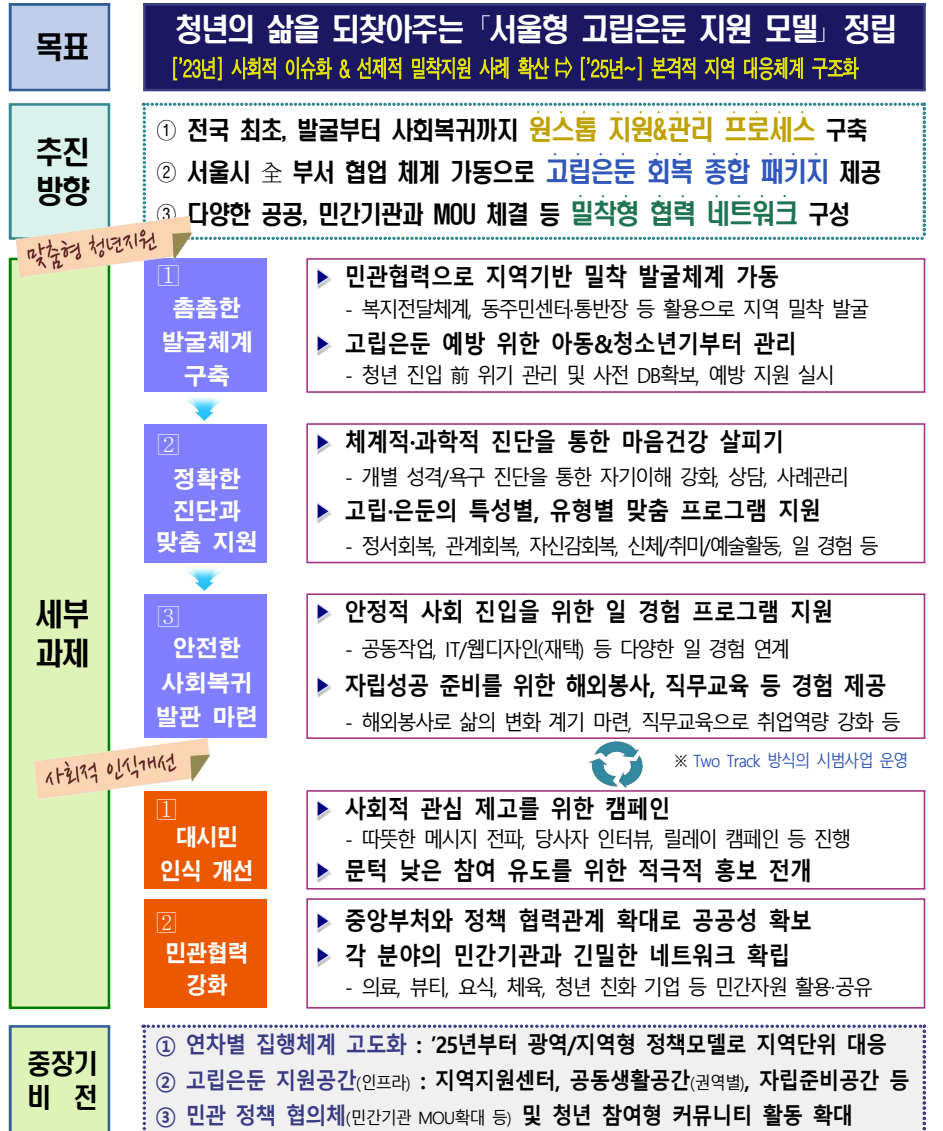 목표
청년의 삶을 되찾아주는 「서울형 고립은둔 지원 모델」 정립
['23년] 사회적 이슈화 & 선제적 밀착지원 사례 확산 ⇨ ['25년~] 본격적 지역 대응체계 구조화
추진
방향
① 전국 최초, 발굴부터 사회복귀까지 원스톱 지원&관리 프로세스 구축
② 서울시 全 부서 협업 체계 가동으로 고립은둔 회복 종합 패키지 제공
③ 다양한 공공, 민간기관과 MOU 체결 등 밀착형 협력 네트워크 구성
맞춤형 청년지원
세부
과제
1
촘촘한
발굴체계
구축
▶ 민관협력으로 지역기반 밀착 발굴체계 가동
- 복지전달체계, 동주민센터·통반장 등 활용으로 지역 밀착 발굴
▶ 고립은둔 예방 위한 아동&청소년기부터 관리
- 청년 진입 前 위기 관리 및 사전 DB확보, 예방 지원 실시
2
정확한
진단과
맞춤 지원
▶ 체계적·과학적 진단을 통한 마음건강 살피기
- 개별 성격/욕구 진단을 통한 자기이해 강화, 상담, 사례관리
▶ 고립·은둔의 특성별, 유형별 맞춤 프로그램 지원
- 정서회복, 관계회복, 자신감회복, 신체/취미/예술활동, 일 경험 등
3
안전한
사회복귀
발판 마련
▶ 안정적 사회 진입을 위한 일 경험 프로그램 지원
- 공동작업, IT/웹디자인(재택) 등 다양한 일 경험 연계
▶ 자립성공 준비를 위한 해외봉사, 직무교육 등 경험 제공
- 해외봉사로 삶의 변화 계기 마련, 직무교육으로 취업역량 강화 등
사회적 인식개선
※ Two Track 방식의 시범사업 운영
1
대시민
인식 개선
▶ 사회적 관심 제고를 위한 캠페인
- 따뜻한 메시지 전파, 당사자 인터뷰, 릴레이 캠페인 등 진행
▶ 문턱 낮은 참여 유도를 위한 적극적 홍보 전개
2
민관협력
강화
▶ 중앙부처와 정책 협력관계 확대로 공공성 확보
▶ 각 분야의 민간기관과 긴밀한 네트워크 확립
- 의료, 뷰티, 요식, 체육, 청년 친화 기업 등 민간자원 활용·공유
중장기
비 전
① 연차별 집행체계 고도화 : '25년부터 광역/지역형 정책모델로 지역단위 대응
② 고립은둔 지원공간(인프라) : 지역지원센터, 공동생활공간(권역별), 자립준비공간 등
③ 민관 정책 협의체(민간기관 MOU확대 등) 및 청년 참여형 커뮤니티 활동 확대